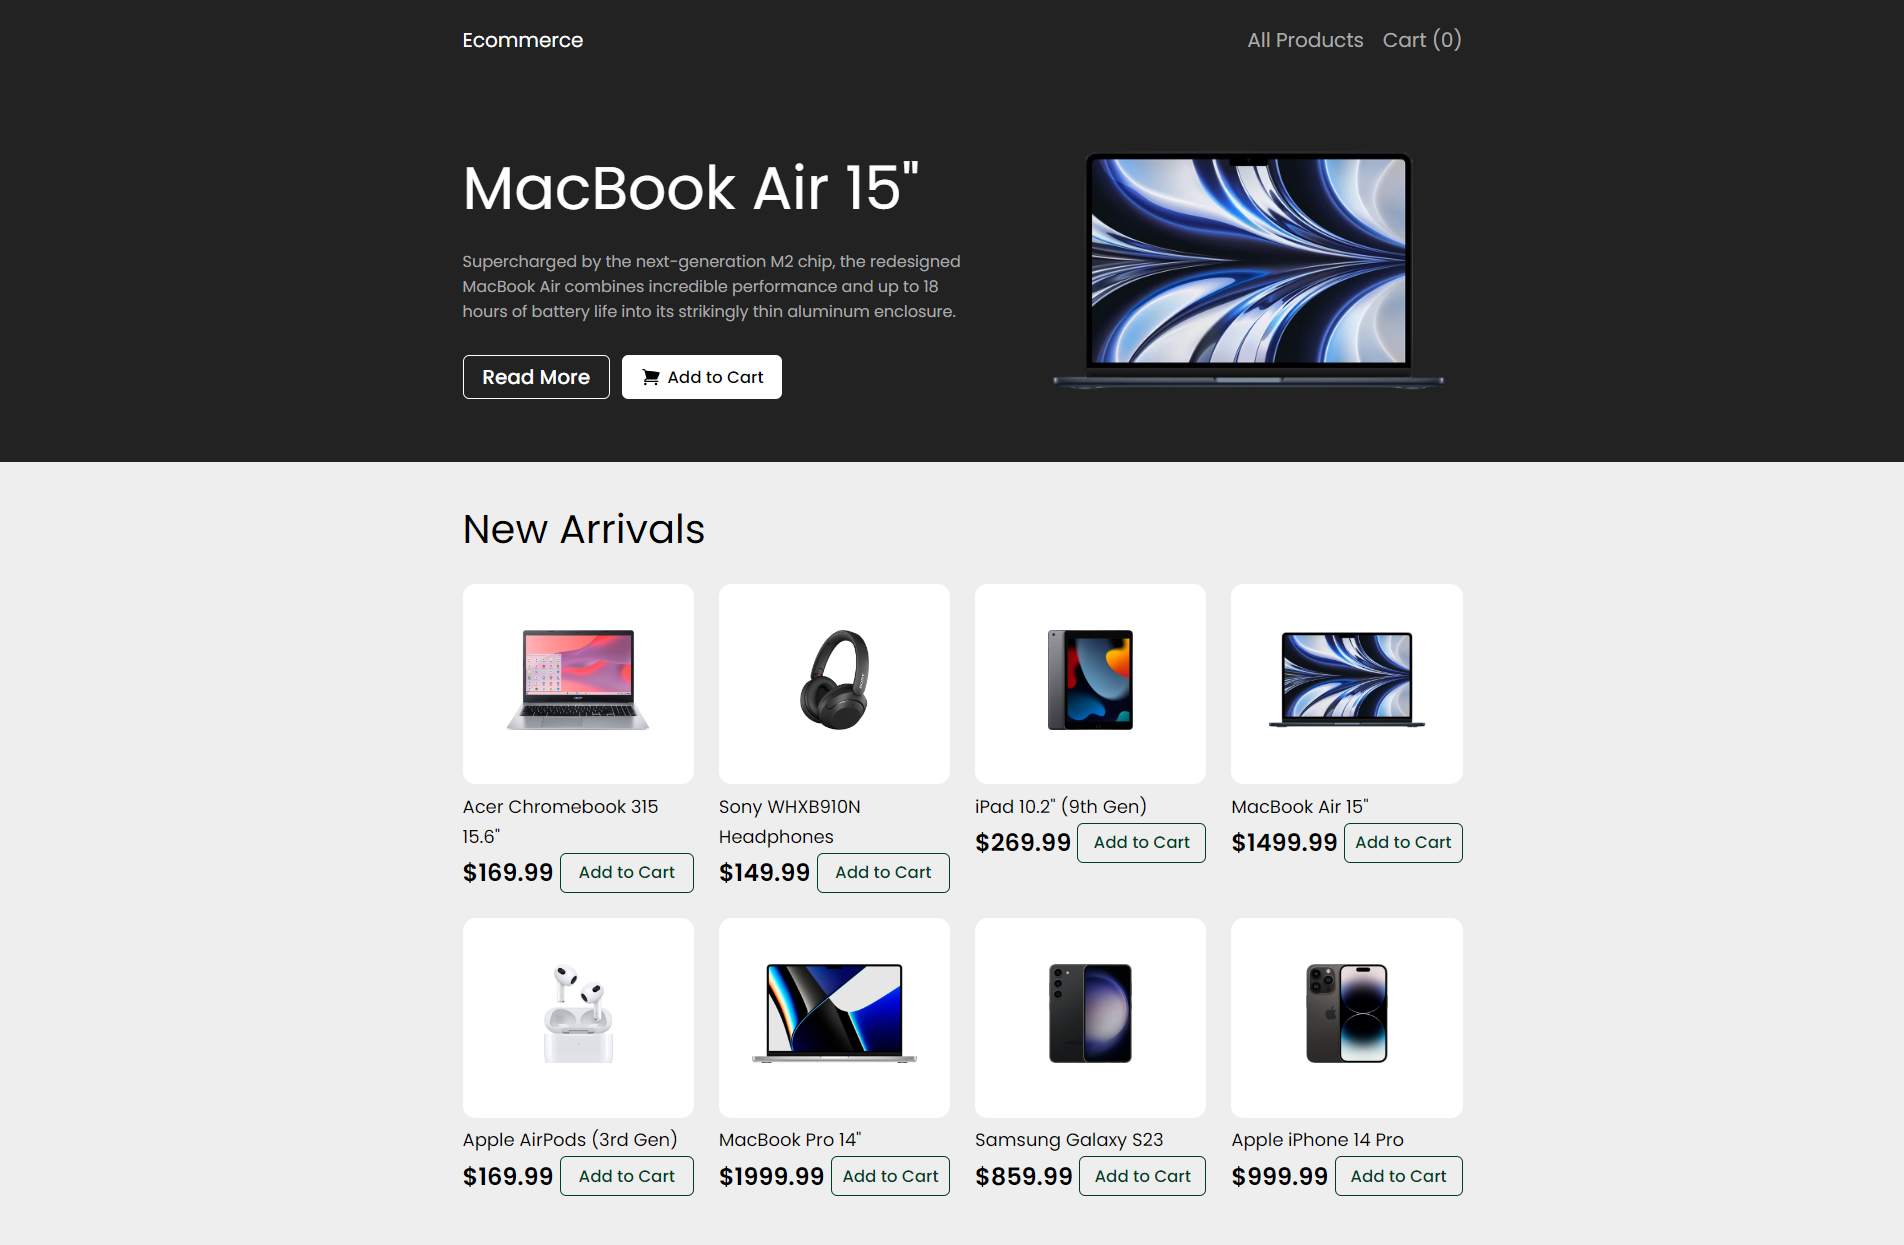 Ecommerce
All Products
Cart (0)
MacBook Air 15"
Supercharged by the next-generation M2 chip, the redesigned
MacBook Air combines incredible performance and up to 18
hours of battery life into its strikingly thin aluminum enclosure.
Read More
Add to Cart
New Arrivals
Acer Chromebook 315
15.6"
$169.99
Add to Cart
Sony WHXB910N
Headphones
$149.99
Add to Cart
iPad 10.2" (9th Gen)
$269.99
Add to Cart
MacBook Air 15"
$1499.99
Add to Cart
Apple AirPods (3rd Gen)
$169.99
Add to Cart
MacBook Pro 14"
$1999.99
Add to Cart
Samsung Galaxy S23
$859.99
Add to Cart
Apple iPhone 14 Pro
$999.99
Add to Cart